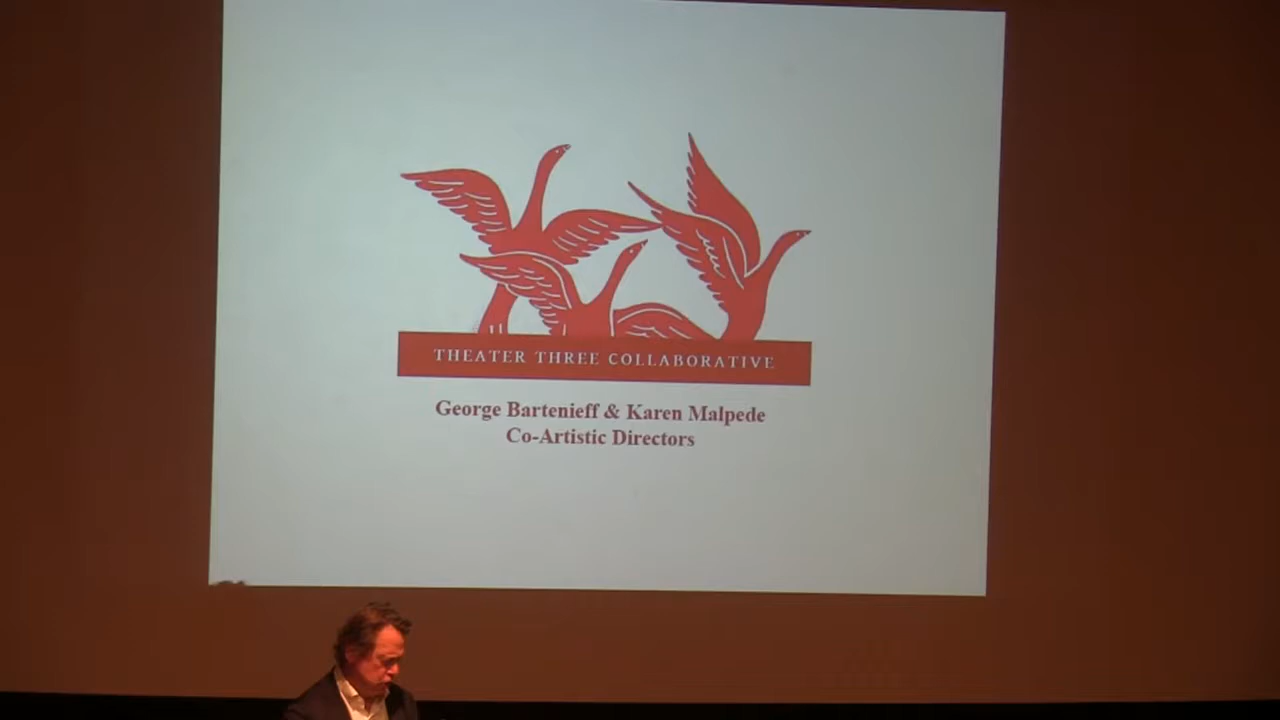 THEATER THREE COLLABORATIVE
George Bartenieff & Karen Malpede
Co-Artistic Directors